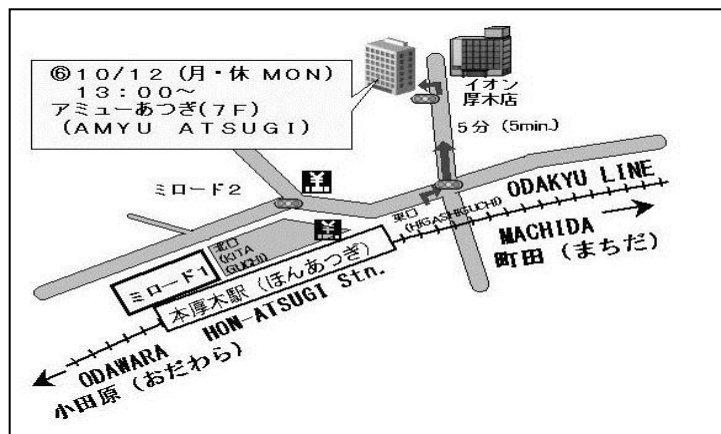 ⑥10/12 (月・休 MON)
13:00～
アミューあつぎ(7F)
(AMYU ATSUGI)
イオン
厚木店
5分 (5min.)
ミロード2
ODAKYU LINE
東口
(HIGASHIGUCHI)
MACHIDA
町田 (まちだ)
北口
(KITA
GUCHI)
ミロード1
本厚木駅 (ほんあつぎ)
HON-ATSUGI Stn.
ODAWARA
小田原 (おだわら)
¥
¥